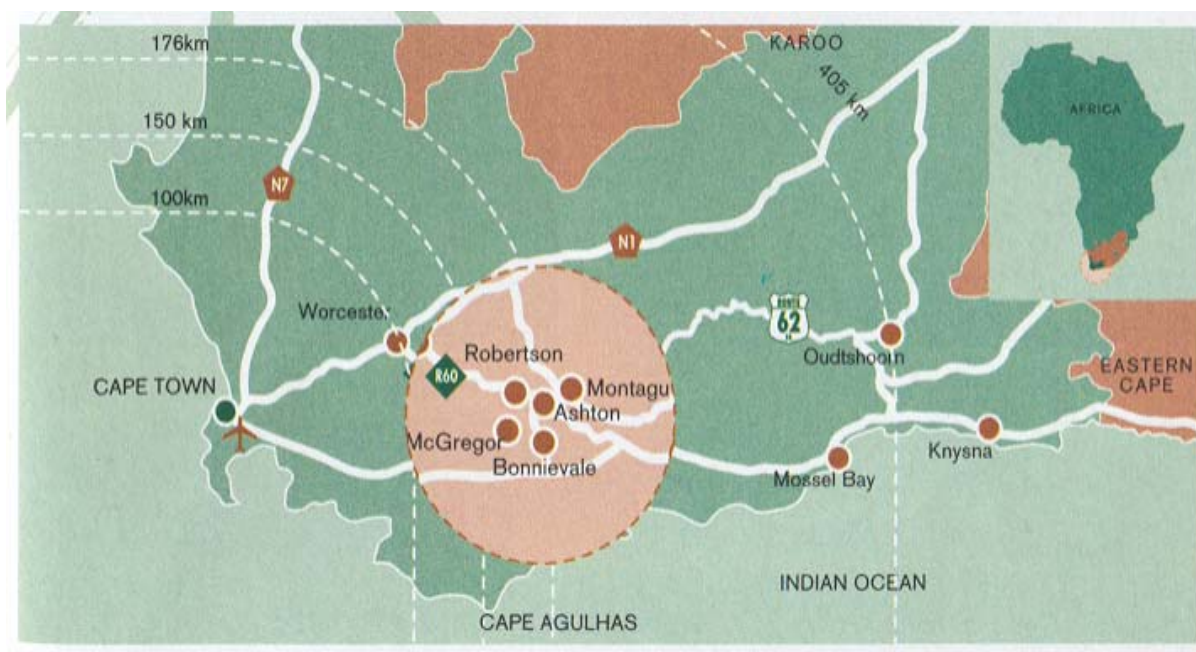 176km
KAROO
405 km
AFRICA
150 km
N7
100km
N1
Worcester
ROUTE
62
Robertson
Oudtshoorn
R60
CAPE TOWN
Montagu
EASTERN
CAPE
Ashton
McGregor
Bonnievale
Knysna
Mossel Bay
INDIAN OCEAN
CAPE AGULHAS